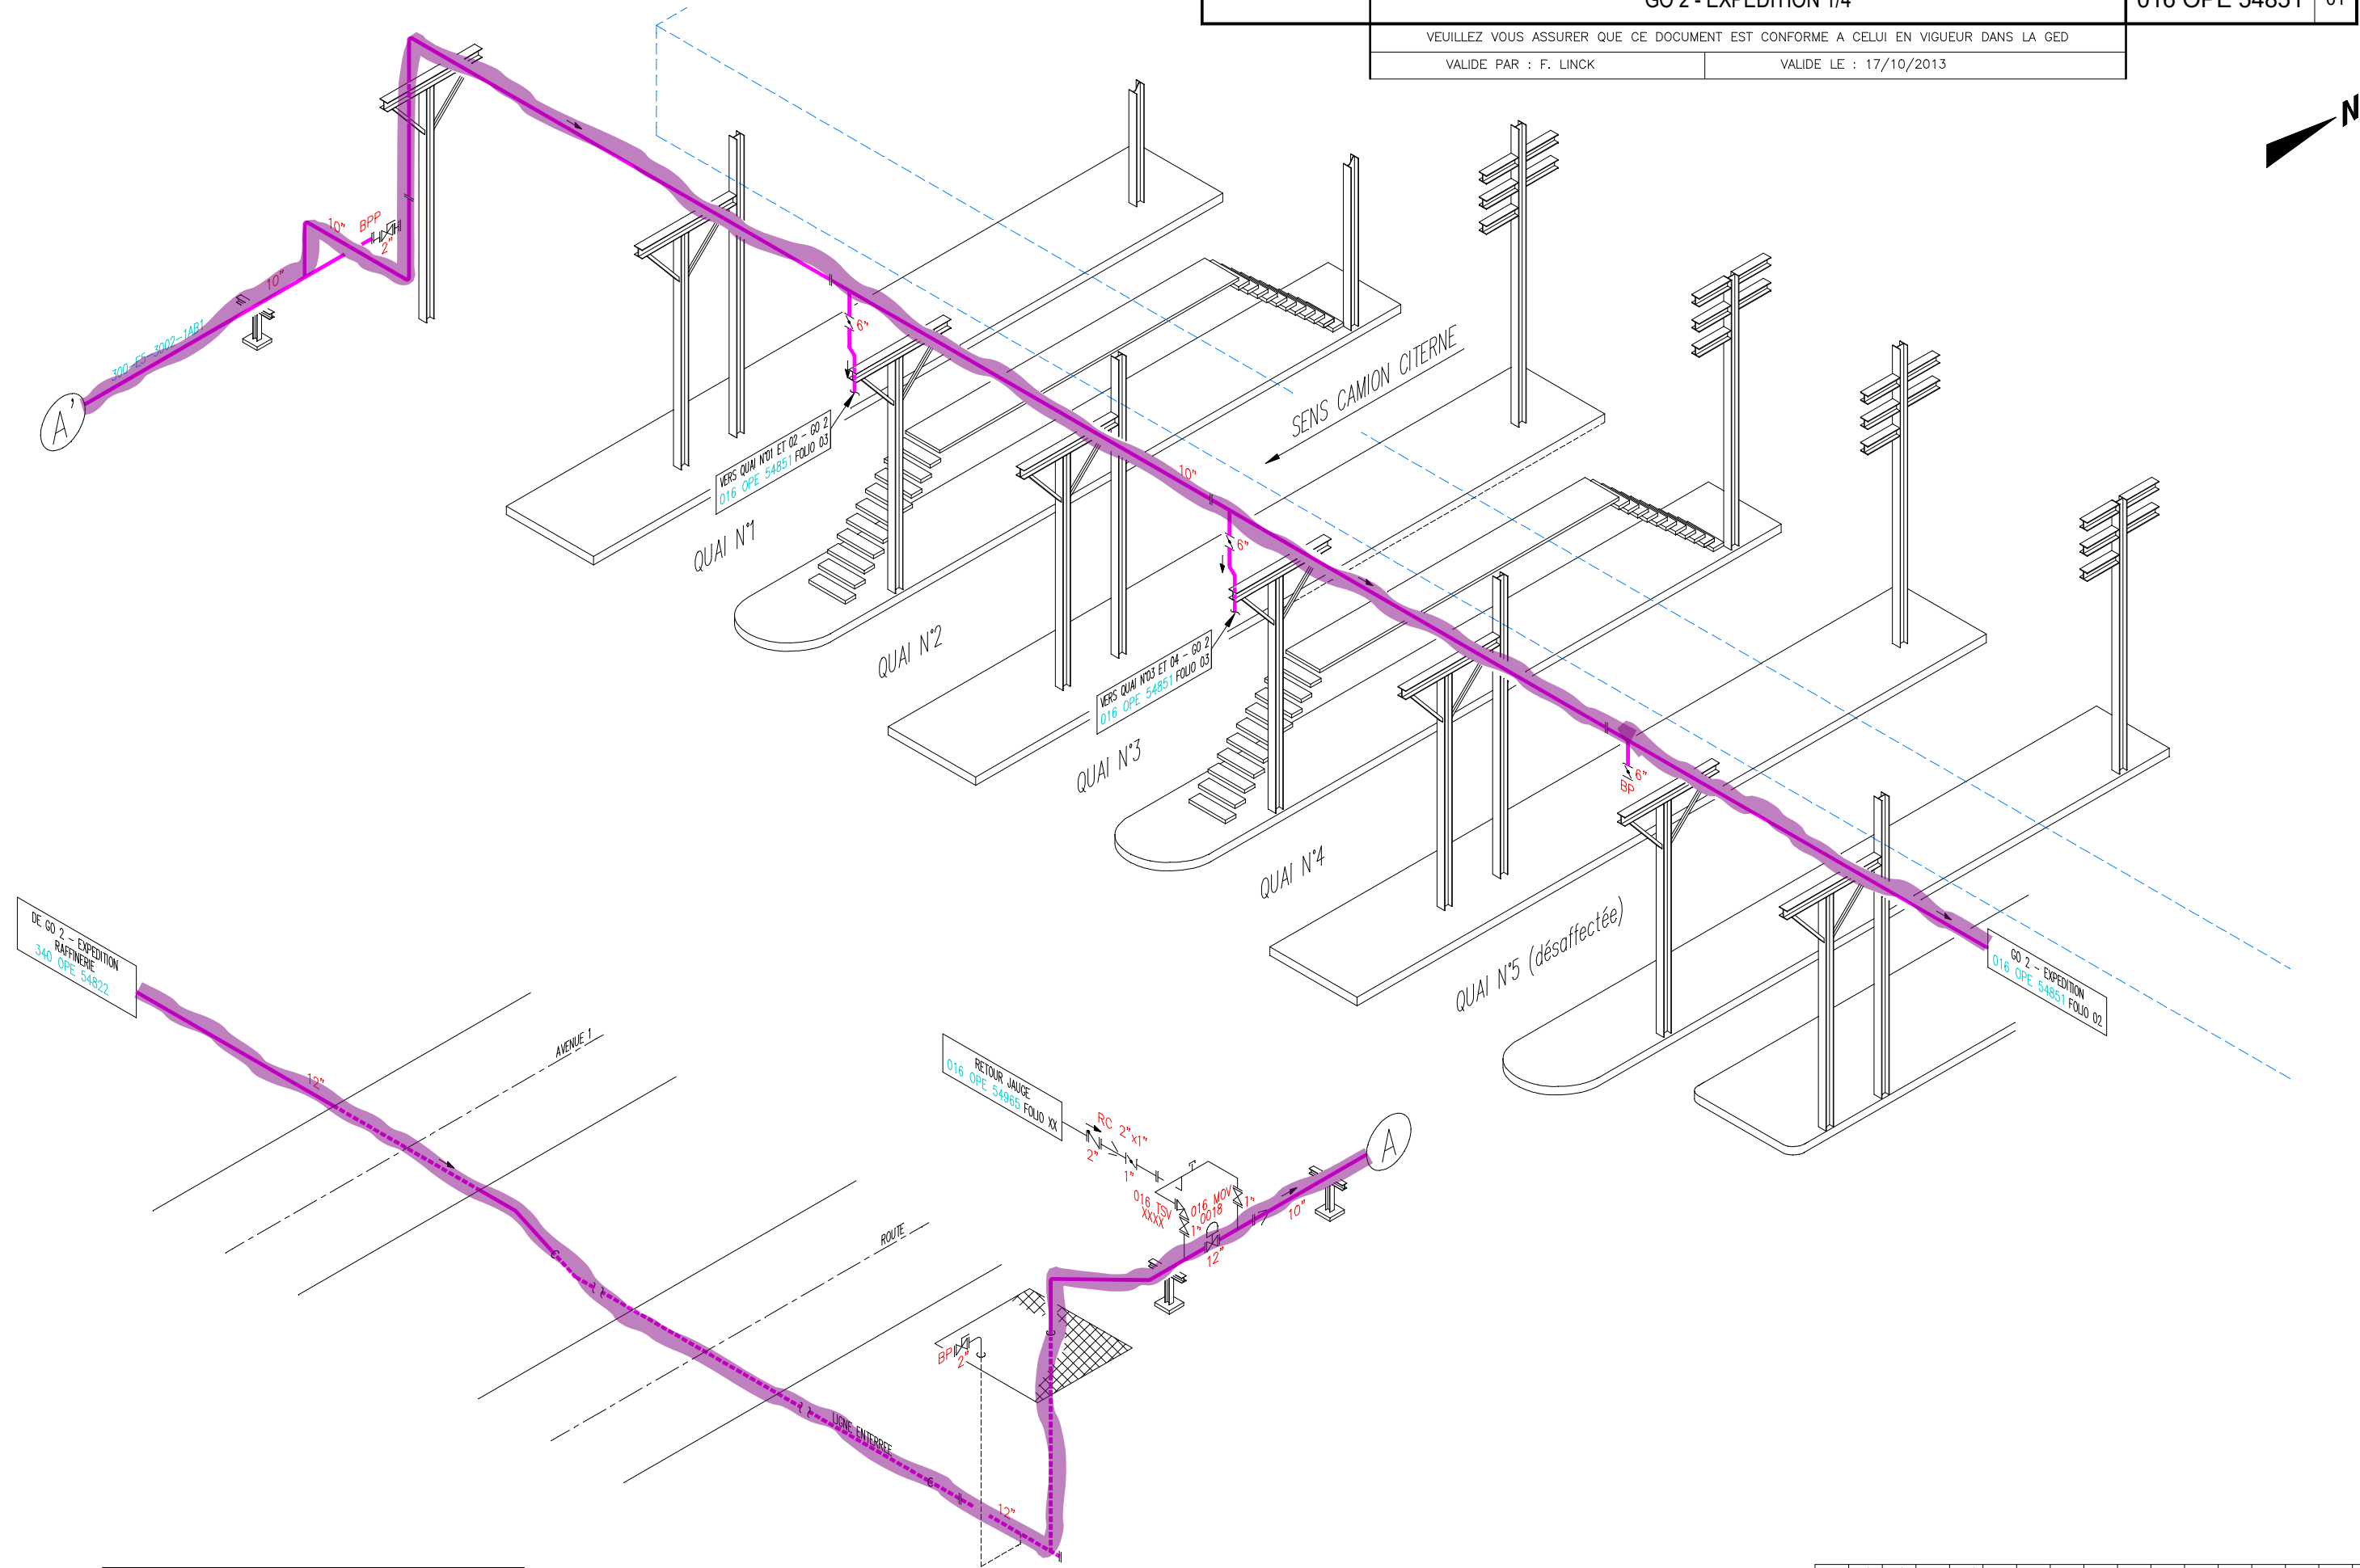 GO 2 - EXPEDITION 1/4
016 OPE 54851
01
VEUILLEZ VOUS ASSURER QUE CE DOCUMENT EST CONFORME A CELUI EN VIGUEUR DANS LA GED
VALIDE PAR : F. LINCK
VALIDE LE : 17/10/2013
N
10"
BPP
2"
10"
300-E5-3002-1AB1
A'
6"
VERS QUAI N°01 ET 02 - GO 2
016 OPE 54851 FOLIO 03
QUAI N°1
SENS CAMION CITERNE
10"
6"
QUAI N°2
VERS QUAI N°03 ET 04 - GO 2
016 OPE 54851 FOLIO 03
QUAI N°3
6"
BP
QUAI N°4
QUAI N°5 (désaffectée)
GO 2 - EXPEDITION
016 OPE 54851 FOLIO 02
DE GO 2 - EXPEDITION
RAFFINERIE
340 OPE 54822
12"
AVENUE 1
RETOUR JAUGE
016 OPE 54965 FOLIO XX
RC 2"x1"
2"
1"
016 TSV
XXXX
016 MOV
0018
1"
1"
12"
10"
A
ROUTE
BP
2"
LIGNE ENTERREE
12"